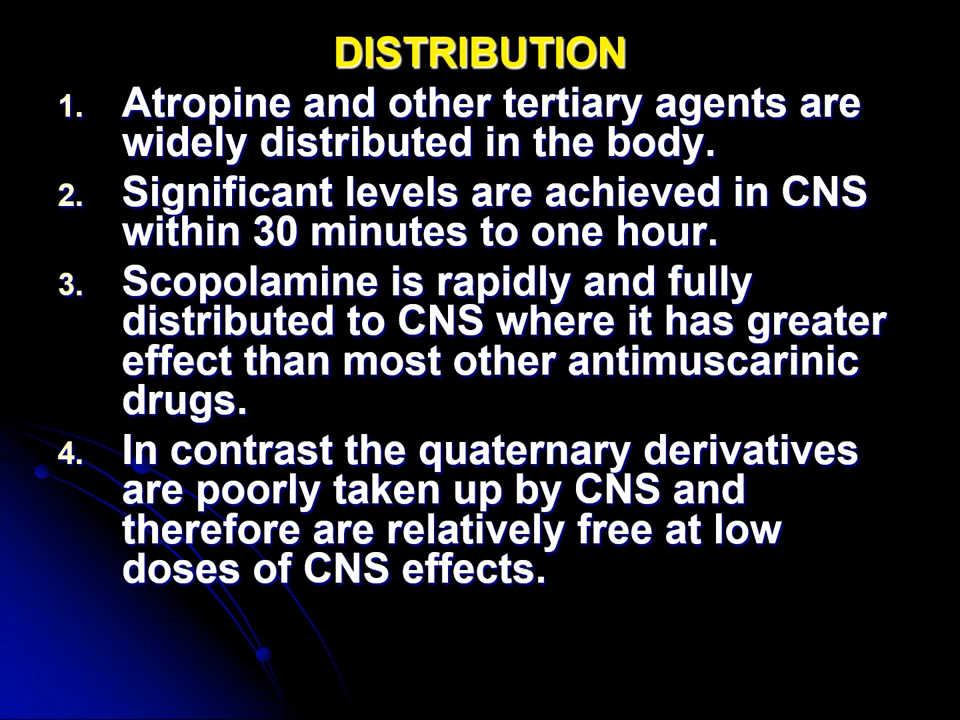 DISTRIBUTION
1. Atropine and other tertiary agents are
widely distributed in the body.
2. Significant levels are achieved in CNS
within 30 minutes to one hour.
3. Scopolamine is rapidly and fully
distributed to CNS where it has greater
effect than most other antimuscarinic
drugs.
4. In contrast the quaternary derivatives
are poorly taken up by CNS and
therefore are relatively free at low
doses of CNS effects.